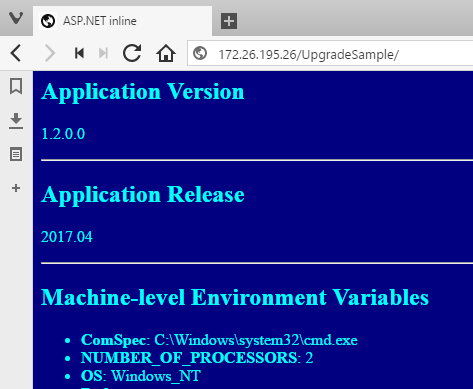 ASP.NET inline
172.26.195.26/UpgradeSample/
Application Version
1.2.0.0
Application Release
2017.04
Machine-level Environment Variables
ComSpec: C:\Windows\system32\cmd.exe
NUMBER_OF_PROCESSORS: 2
OS: Windows_NT